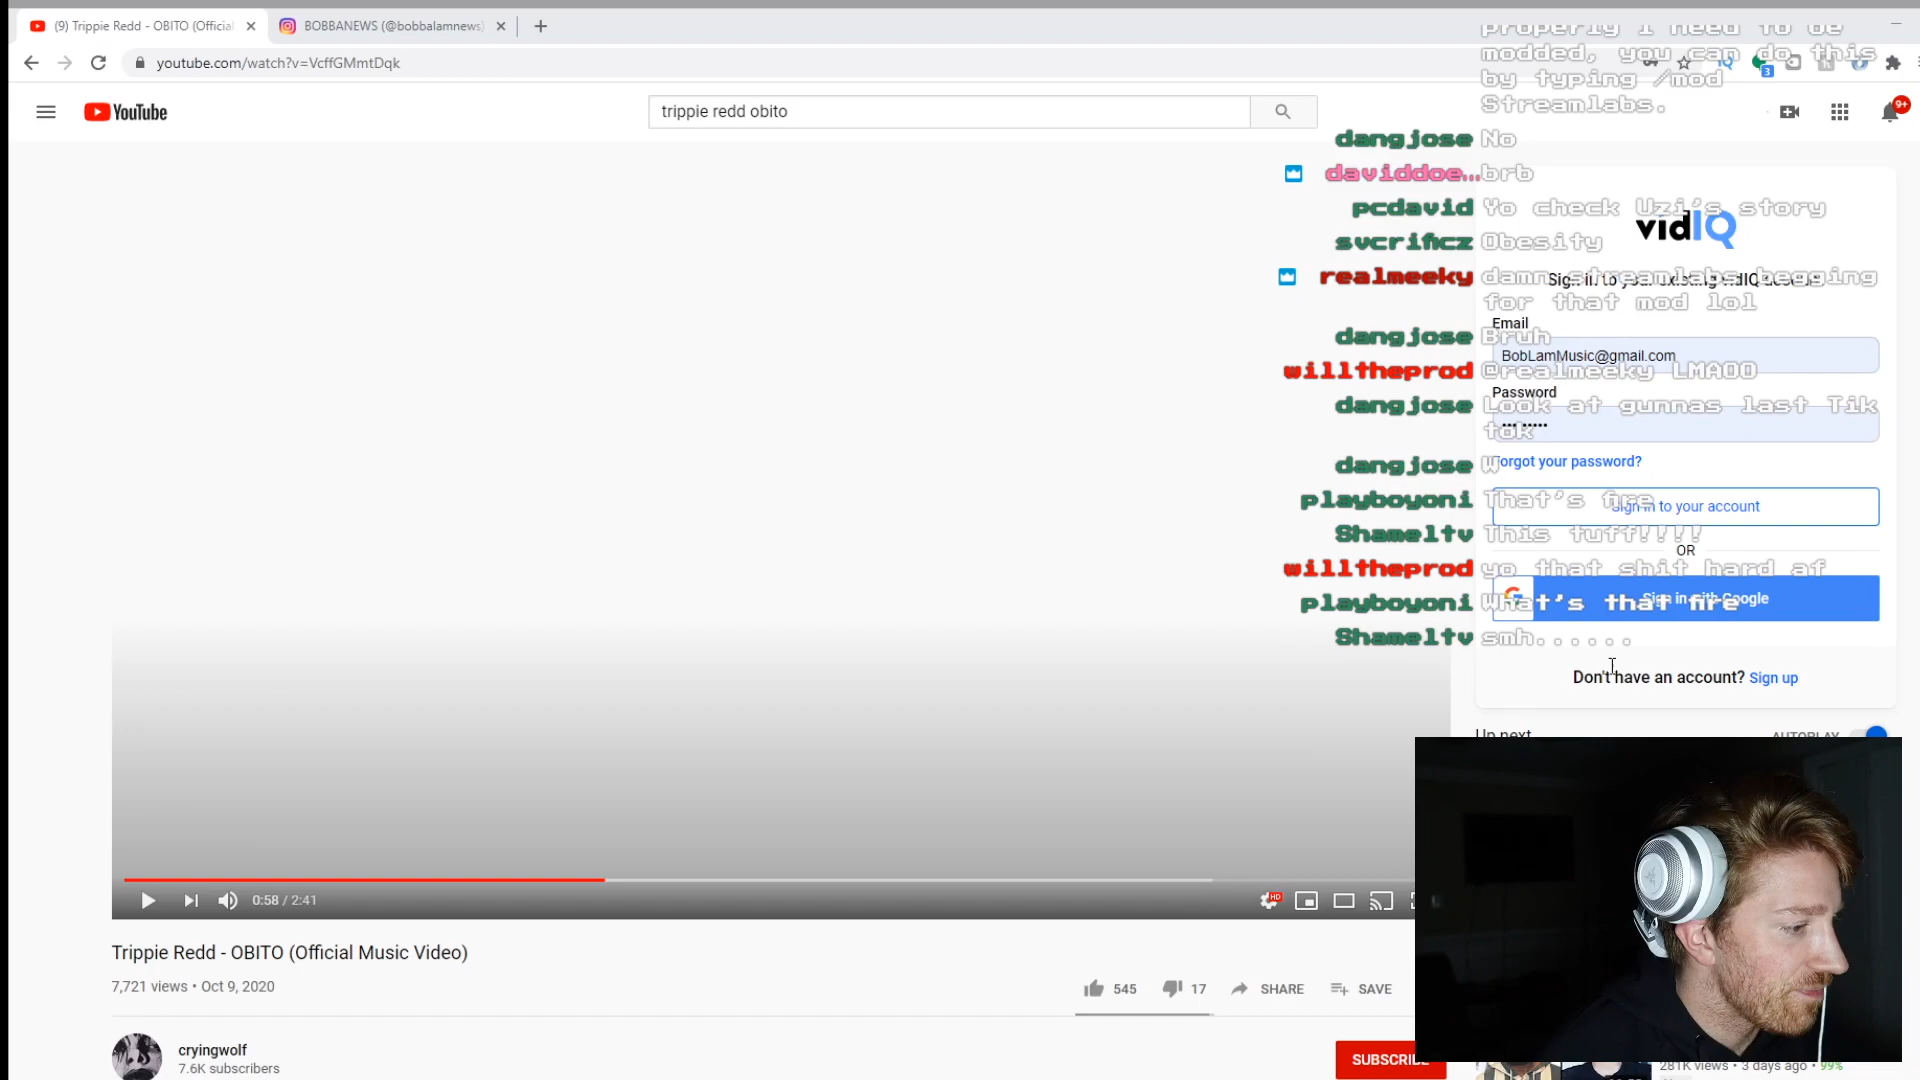 (9) Trippie Redd - OBITO (Officia
BOBBANEWS (@bobbalamnews)
youtube.com/watch?v=VcffGMmtDqk
YouTube
trippie redd obito
9+
3
properly i need to be
modded, you can do this
by typing /mod
Streamlabs.
dangjose No
daviddoe... brb
pcdavid Yo check Uzi's story
svcrificz Obesity
realmeeky damn streamlabs begging
for that mod lol
dangjose Bruh
willtheprod @realmeeky LMAOO
dangjose Look at gunnas last Tik
tok
dangjose W
playboyoni That's fire
Shameltv This tuff!!!!
willtheprod yo that shit hard af
playboyoni What's that fire
Shameltv smh......
vidIQ
Sign in to your existing vidIQ account
Email
BobLamMusic@gmail.com
Password
Forgot your password?
Sign in to your account
OR
Sign in with Google
Don't have an account? Sign up
Up next
AUTOPLAY
0:58 / 2:41
HD
Trippie Redd - OBITO (Official Music Video)
7,721 views • Oct 9, 2020
545
17
SHARE
SAVE
cryingwolf
7.6K subscribers
SUBSCRIBE
281K views • 3 days ago • 99%